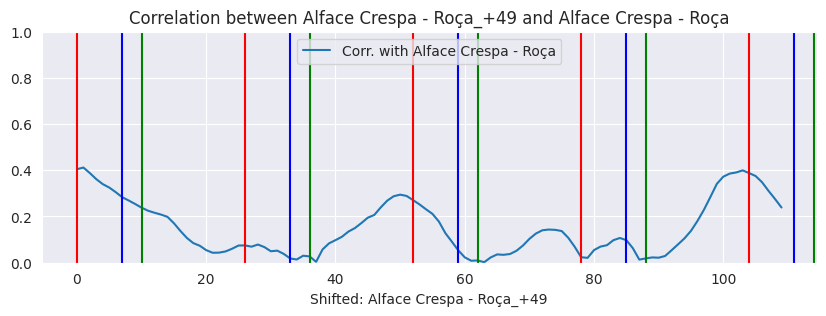 Correlation between Alface Crespa - Roça_+49 and Alface Crespa - Roça
Corr. with Alface Crespa - Roça
1.0
0.8
0.6
0.4
0.2
0.0
0 20 40 60 80 100
Shifted: Alface Crespa - Roça_+49